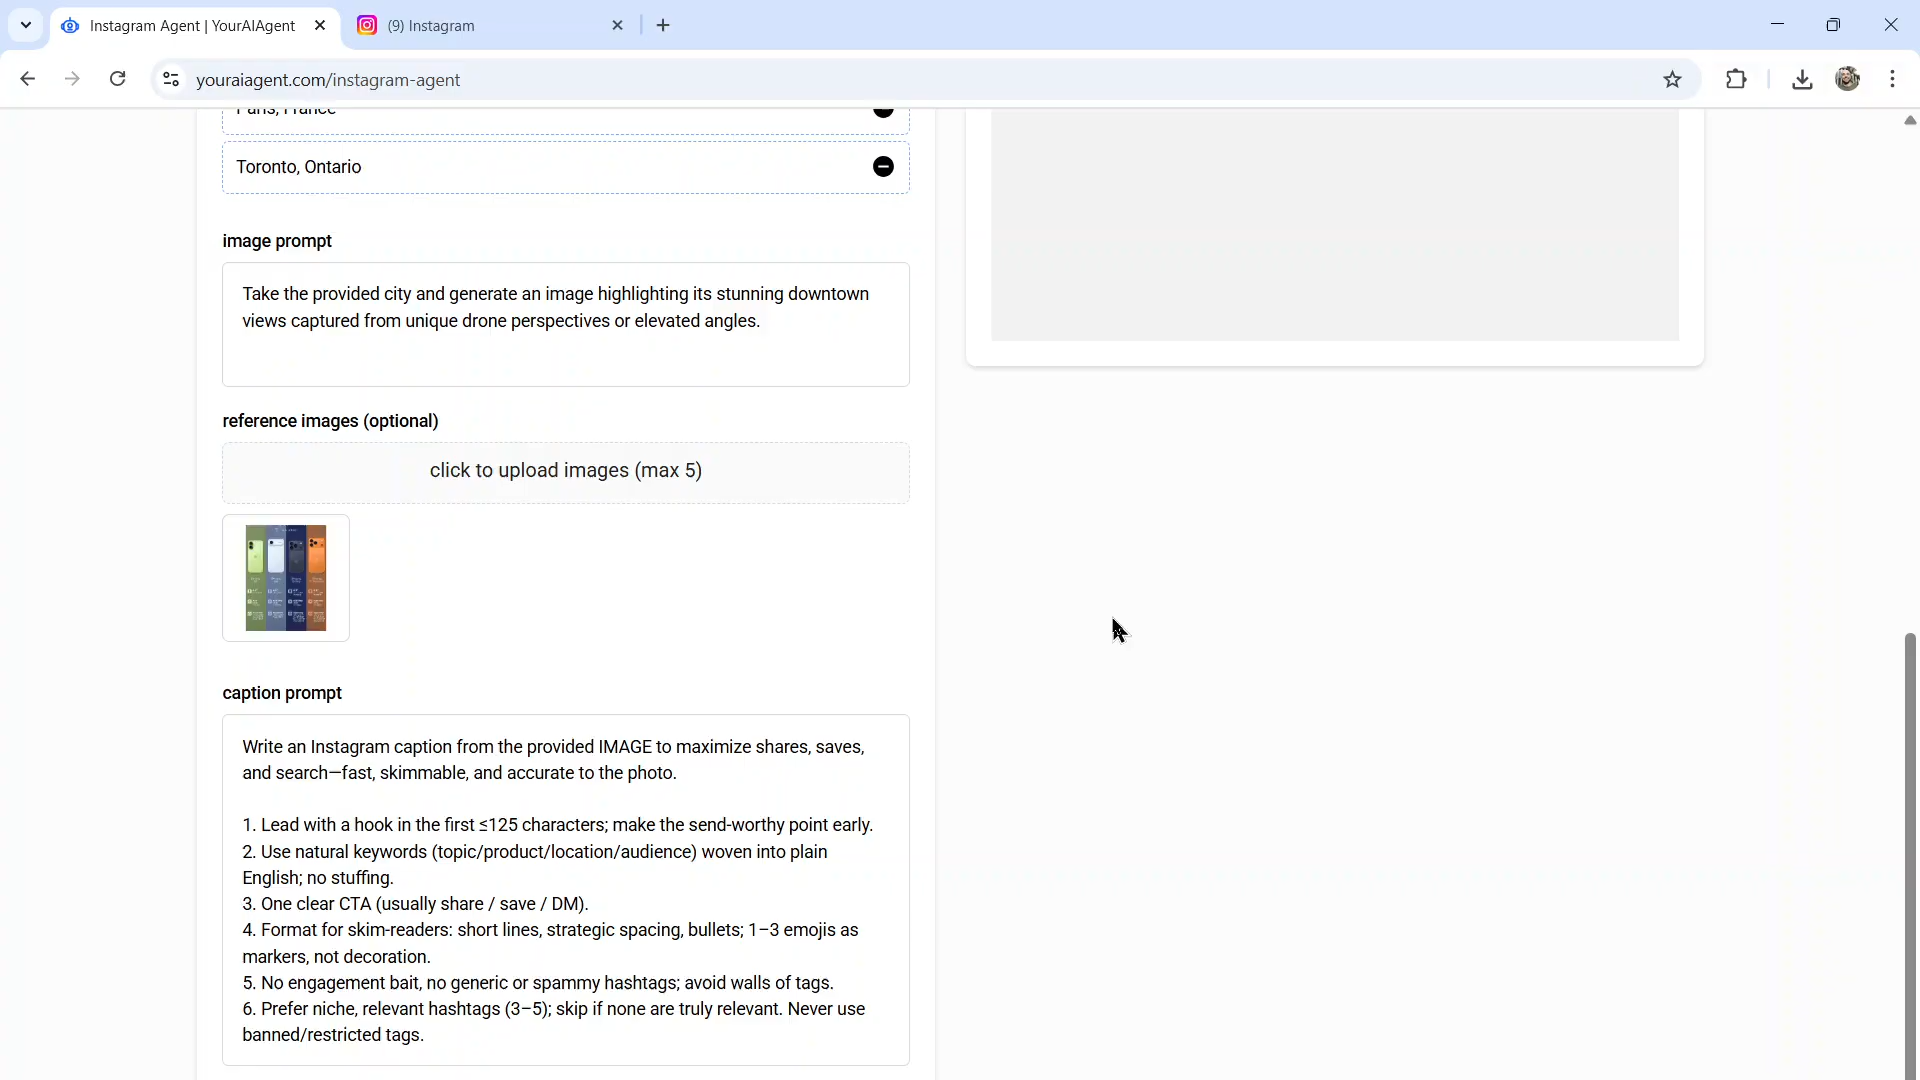 Instagram Agent | YourAIAgent
(9) Instagram
youraiagent.com/instagram-agent
Paris, France
Toronto, Ontario
image prompt
Take the provided city and generate an image highlighting its stunning downtown
views captured from unique drone perspectives or elevated angles.
reference images (optional)
click to upload images (max 5)
caption prompt
Write an Instagram caption from the provided IMAGE to maximize shares, saves,
and search—fast, skimmable, and accurate to the photo.
1. Lead with a hook in the first ≤125 characters; make the send-worthy point early.
2. Use natural keywords (topic/product/location/audience) woven into plain
English; no stuffing.
3. One clear CTA (usually share / save / DM).
4. Format for skim-readers: short lines, strategic spacing, bullets; 1–3 emojis as
markers, not decoration.
5. No engagement bait, no generic or spammy hashtags; avoid walls of tags.
6. Prefer niche, relevant hashtags (3–5); skip if none are truly relevant. Never use
banned/restricted tags.